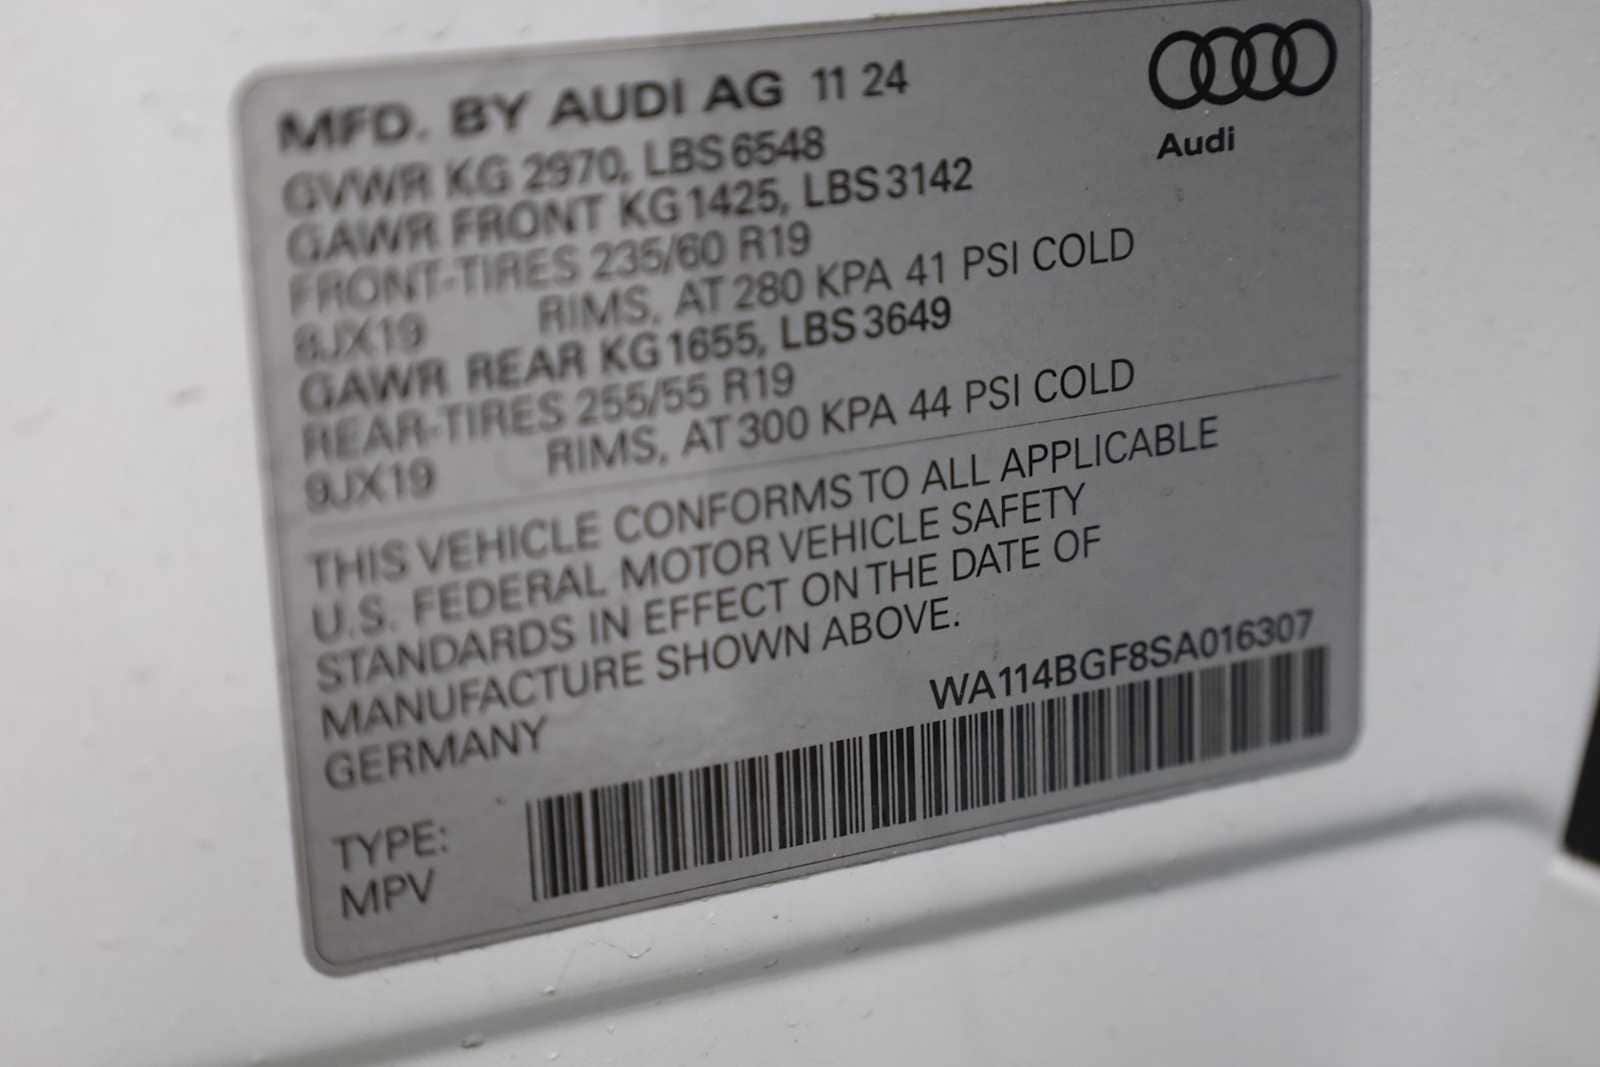 MFD. BY AUDI AG 11 24
Audi
GVWR KG 2970, LBS 6548
GAWR FRONT KG 1425, LBS 3142
FRONT-TIRES 235/60 R19
8JX19 RIMS, AT 280 KPA 41 PSI COLD
GAWR REAR KG 1655, LBS 3649
REAR-TIRES 255/55 R19
9JX19 RIMS, AT 300 KPA 44 PSI COLD
THIS VEHICLE CONFORMS TO ALL APPLICABLE
U.S. FEDERAL MOTOR VEHICLE SAFETY
STANDARDS IN EFFECT ON THE DATE OF
MANUFACTURE SHOWN ABOVE.
GERMANY
WA114BGF8SA016307
TYPE:
MPV